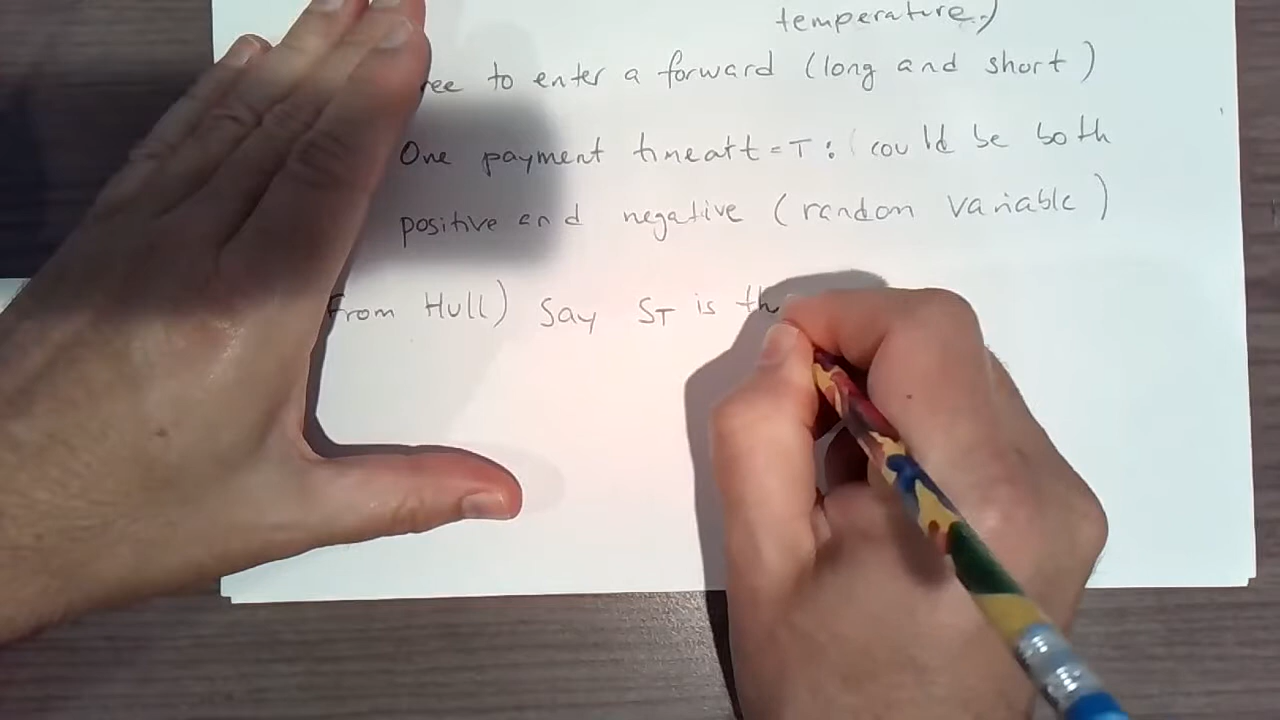 temperature.)
ree to enter a forward (long and short)
One payment time at t = T: could be both
positive and negative (random variable)
From Hull) Say ST is th